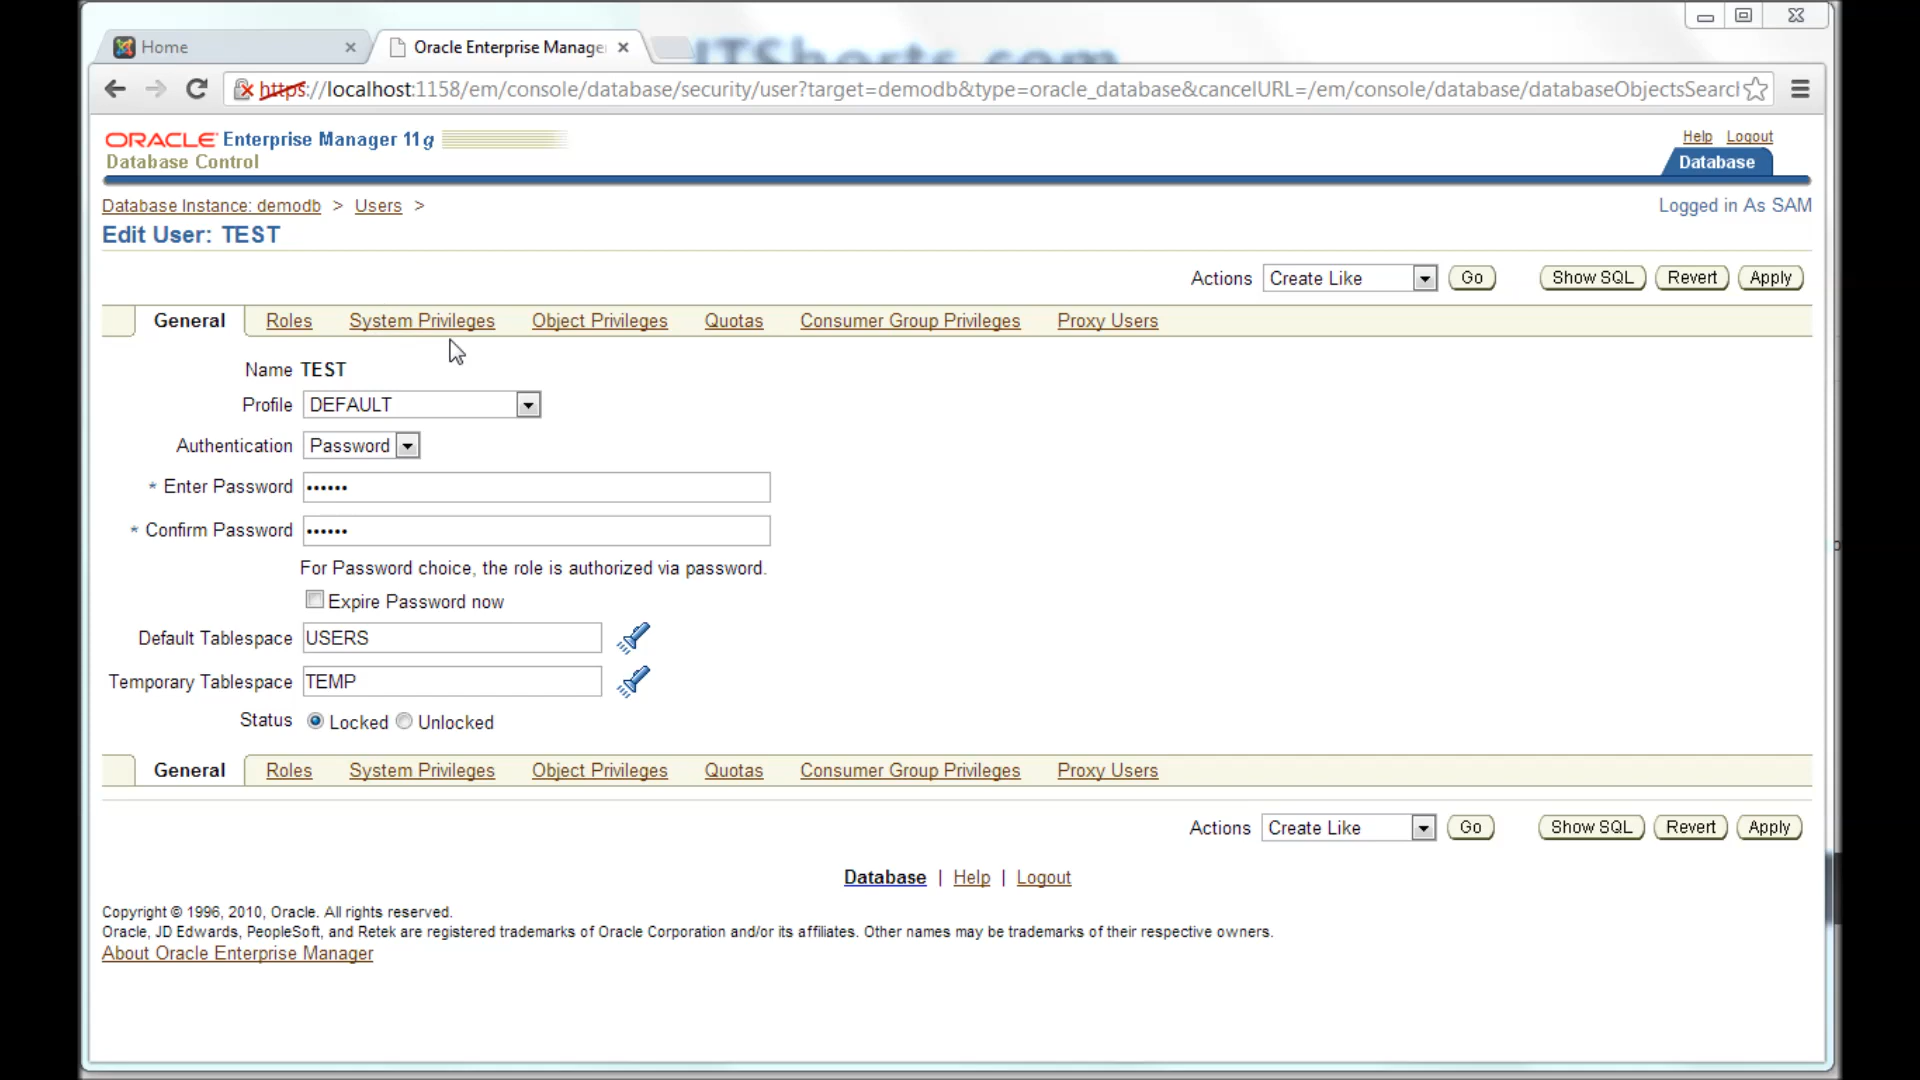 ITShorts.com
Home
Oracle Enterprise Manage
https://localhost:1158/em/console/database/security/user?target=demodb&type=oracle_database&cancelURL=/em/console/database/databaseObjectsSearch
ORACLE Enterprise Manager 11g
Database Control
Help Logout
Database
Database Instance: demodb > Users >
Logged in As SAM
Edit User: TEST
Actions Create Like Go Show SQL Revert Apply
General Roles System Privileges Object Privileges Quotas Consumer Group Privileges Proxy Users
Name TEST
Profile DEFAULT
Authentication Password
* Enter Password ••••••
* Confirm Password ••••••
For Password choice, the role is authorized via password.
Expire Password now
Default Tablespace USERS
Temporary Tablespace TEMP
Status Locked Unlocked
General Roles System Privileges Object Privileges Quotas Consumer Group Privileges Proxy Users
Actions Create Like Go Show SQL Revert Apply
Database | Help | Logout
Copyright © 1996, 2010, Oracle. All rights reserved.
Oracle, JD Edwards, PeopleSoft, and Retek are registered trademarks of Oracle Corporation and/or its affiliates. Other names may be trademarks of their respective owners.
About Oracle Enterprise Manager